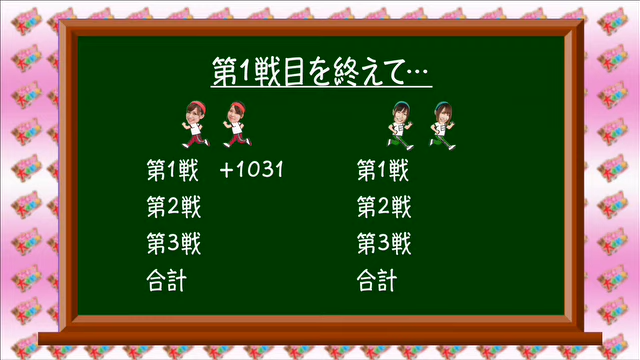 第1戦目を終えて…
第1戦 +1031
第2戦
第3戦
合計
第1戦
第2戦
第3戦
合計